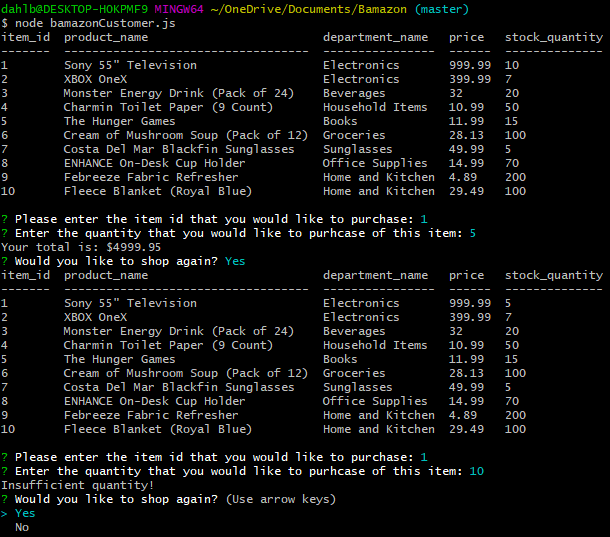 dahlb@DESKTOP-HOKPMF9 MINGW64 ~/OneDrive/Documents/Bamazon (master)
$ node bamazonCustomer.js
item_id  product_name                       department_name  price   stock_quantity
-------  ---------------------------------  ---------------  ------  --------------
1        Sony 55" Television                Electronics      999.99  10
2        XBOX OneX                          Electronics      399.99  7
3        Monster Energy Drink (Pack of 24)  Beverages        32      20
4        Charmin Toilet Paper (9 Count)     Household Items  10.99   50
5        The Hunger Games                   Books            11.99   15
6        Cream of Mushroom Soup (Pack of 12)  Groceries        28.13   100
7        Costa Del Mar Blackfin Sunglasses  Sunglasses       49.99   5
8        ENHANCE On-Desk Cup Holder         Office Supplies  14.99   70
9        Febreeze Fabric Refresher          Home and Kitchen  4.89    200
10       Fleece Blanket (Royal Blue)        Home and Kitchen  29.49   100
? Please enter the item id that you would like to purchase: 1
? Enter the quantity that you would like to purhcase of this item: 5
Your total is: $4999.95
? Would you like to shop again? Yes
item_id  product_name                       department_name  price   stock_quantity
-------  ---------------------------------  ---------------  ------  --------------
1        Sony 55" Television                Electronics      999.99  5
2        XBOX OneX                          Electronics      399.99  7
3        Monster Energy Drink (Pack of 24)  Beverages        32      20
4        Charmin Toilet Paper (9 Count)     Household Items  10.99   50
5        The Hunger Games                   Books            11.99   15
6        Cream of Mushroom Soup (Pack of 12)  Groceries        28.13   100
7        Costa Del Mar Blackfin Sunglasses  Sunglasses       49.99   5
8        ENHANCE On-Desk Cup Holder         Office Supplies  14.99   70
9        Febreeze Fabric Refresher          Home and Kitchen  4.89    200
10       Fleece Blanket (Royal Blue)        Home and Kitchen  29.49   100
? Please enter the item id that you would like to purchase: 1
? Enter the quantity that you would like to purhcase of this item: 10
Insufficient quantity!
? Would you like to shop again? (Use arrow keys)
> Yes
  No